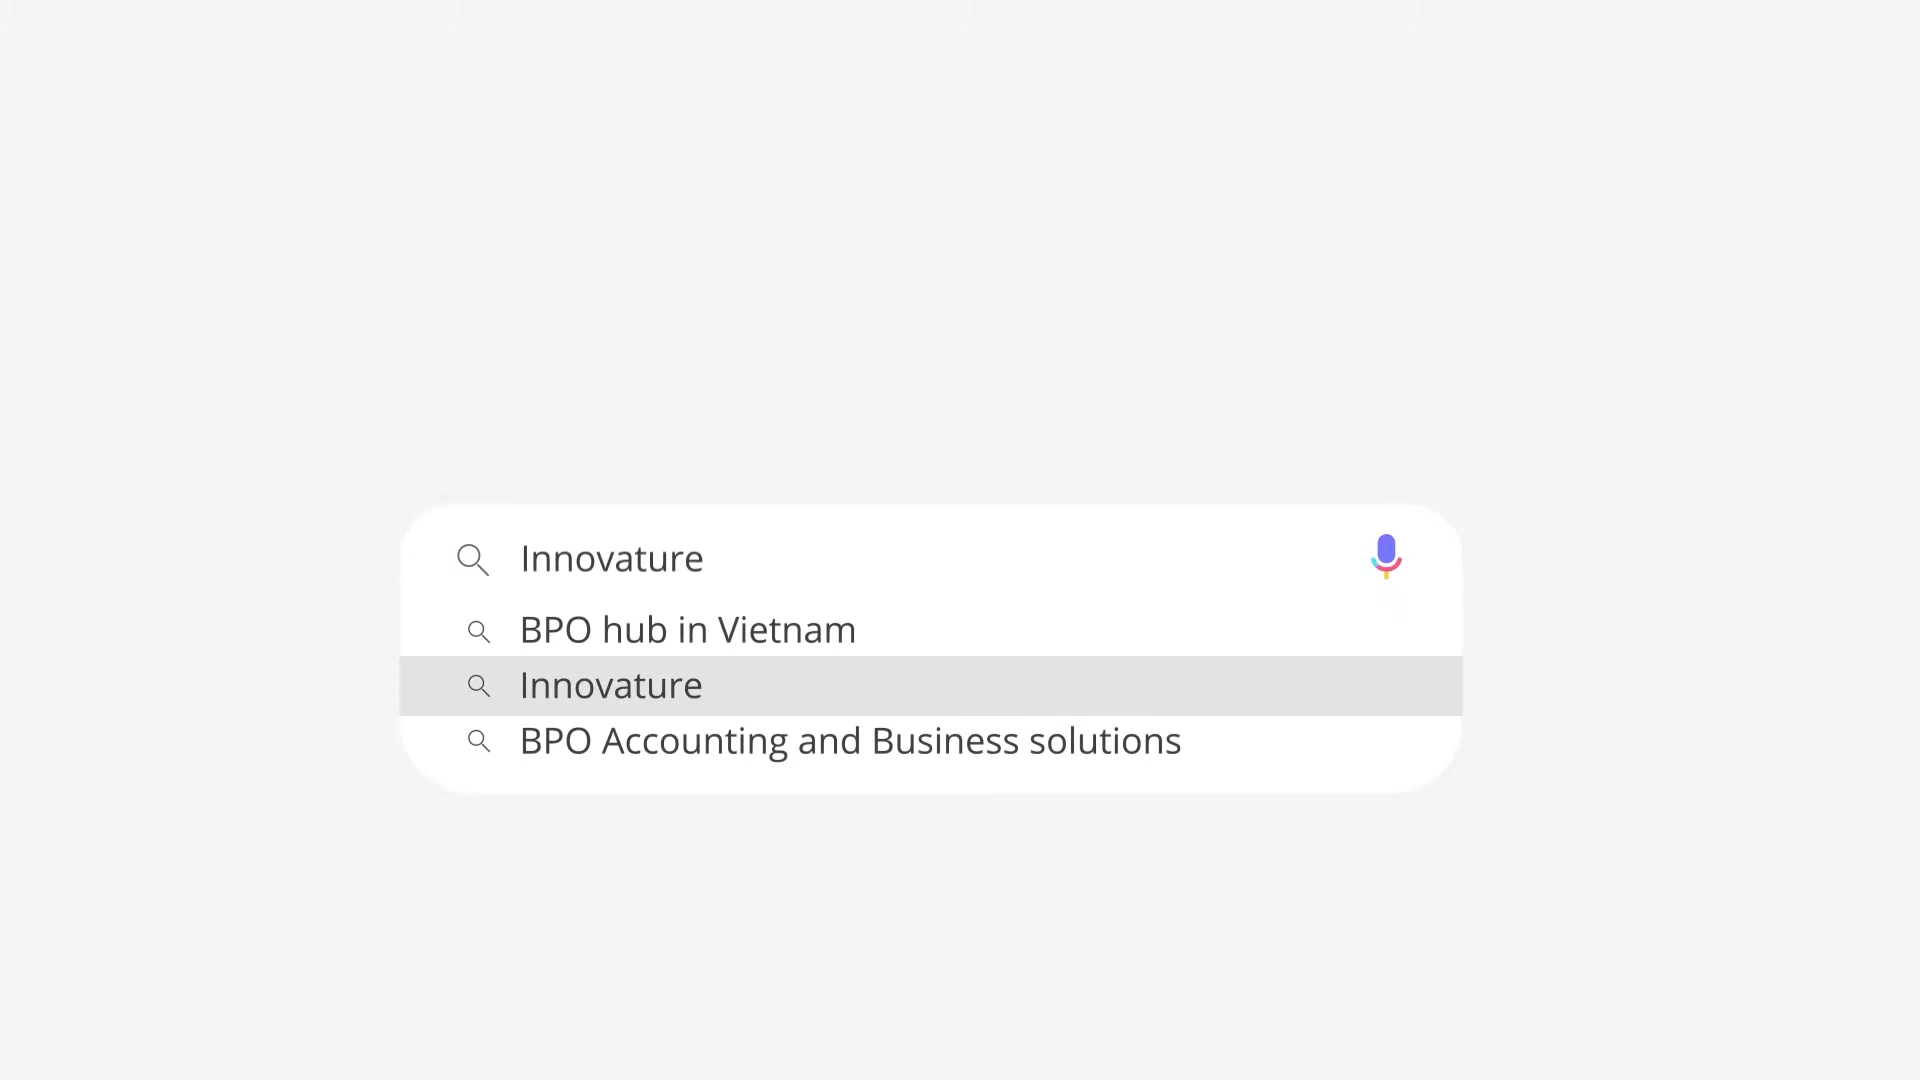 Innovature
BPO hub in Vietnam
Innovature
BPO Accounting and Business solutions